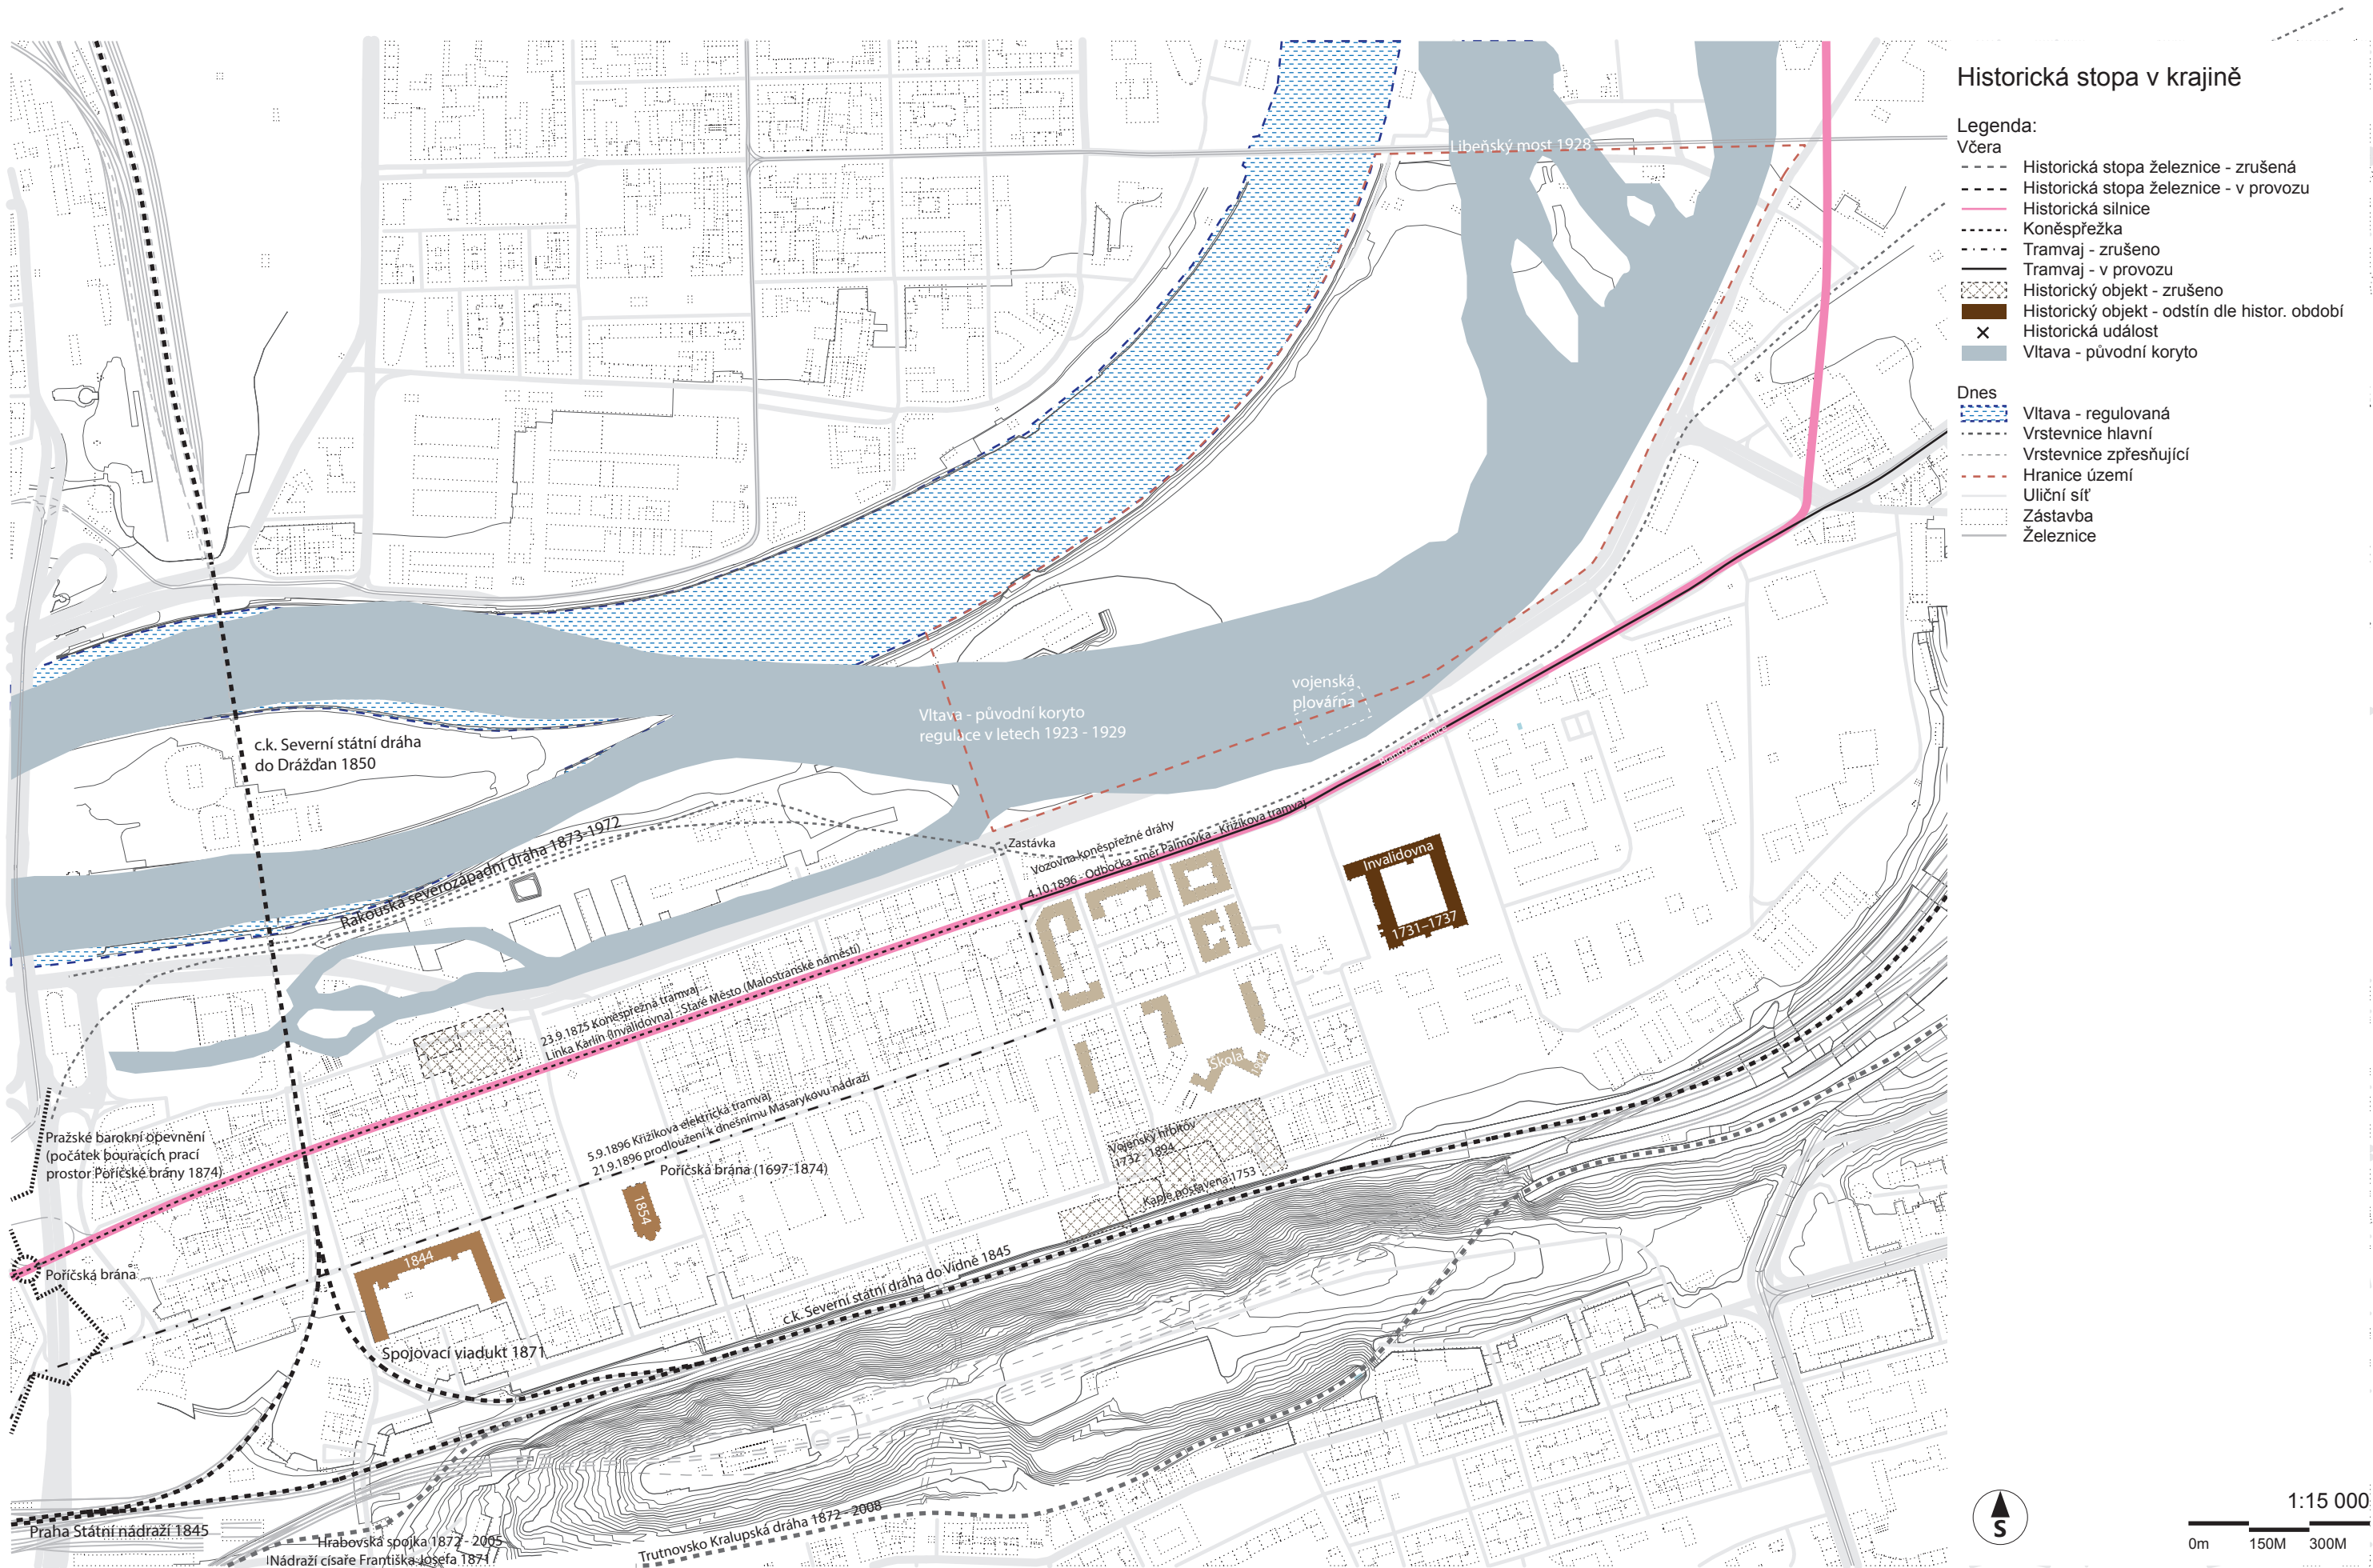 Historická stopa v krajině
Legenda:
Včera
Historická stopa železnice - zrušená
Historická stopa železnice - v provozu
Historická silnice
Koněspřežka
Tramvaj - zrušeno
Tramvaj - v provozu
Historický objekt - zrušeno
Historický objekt - odstín dle histor. období
Historická událost
Vltava - původní koryto
Dnes
Vltava - regulovaná
Vrstevnice hlavní
Vrstevnice zpřesňující
Hranice území
Uliční síť
Zástavba
Železnice
Libeňský most 1928
vojenská
plovářna
Vltava - původní koryto
regulace v letech 1923 - 1929
c.k. Severní státní dráha
do Drážďan 1850
Rakouská severozápadní dráha 1873-1972
Zastávka
Vozovna koněspřežné dráhy
4.10.1896 - Odbočka směr Palmovka - Křižíkova tramvaj
Invalidovna
1731–1737
23.9.1875 Koněspřežná tramvaj
Linka Karlín (Invalidovna) - Staré Město (Malostranské náměstí)
Škola
5.9.1896 Křižíkova elektrická tramvaj
21.9.1896 prodloužení k dnešnímu Masarykovu nádraží
Pražské barokní opevnění
(počátek bouracích prací
prostor Poříčské brány 1874)
Poříčská brána (1697-1874)
Vojenský hřbitov
1732 - 1894
Kaple postavena 1753
1854
1844
Poříčská brána
c.k. Severní státní dráha do Vídně 1845
Spojovací viadukt 1871
Praha Státní nádraží 1845
Hrabovská spojka 1872 - 2005
Nádraží císaře Františka Josefa 1871
Trutnovsko Kralupská dráha 1872 - 2008
S
1:15 000
0m 150M 300M